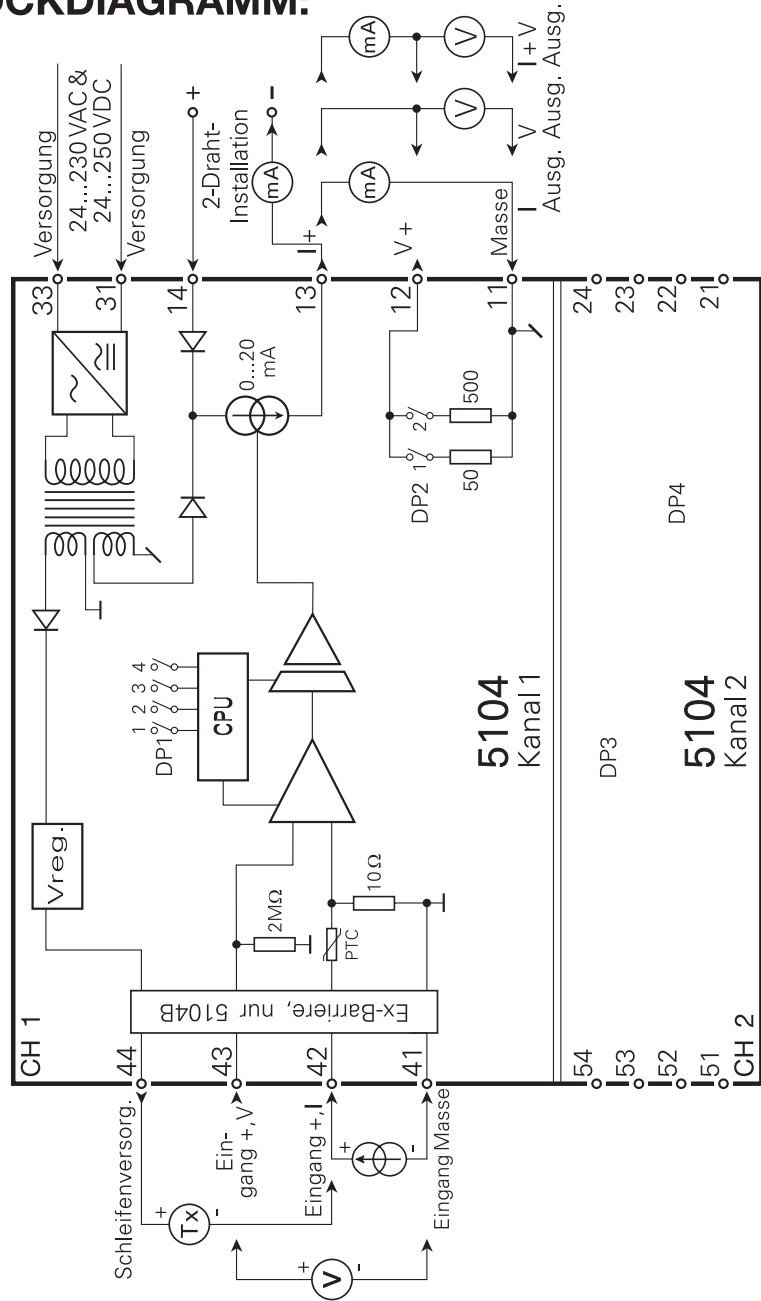 OCKDIAGRAMM:
CH 1
44
43
42
41
Schleifenversorg.
Ein-
gang +,V
Eingang +,I
Eingang Masse
+
Tx
-
+
V
-
+
-
Ex-Barriere, nur 5104B
Vreg.
2MΩ
PTC
10 Ω
CPU
DP1
1 2 3 4
0...20
mA
DP2
1
2
50
500
5104
Kanal 1
33
31
14
13
12
11
Versorgung
24...230 VAC &
24...250 VDC
Versorgung
+
2-Draht-
Installation
-
mA
I +
V +
Masse
mA
V
mA
V
I
Ausg.
V
Ausg.
I + V
Ausg. Ausg.
54
53
52
51
CH 2
DP3
DP4
5104
Kanal 2
24
23
22
21